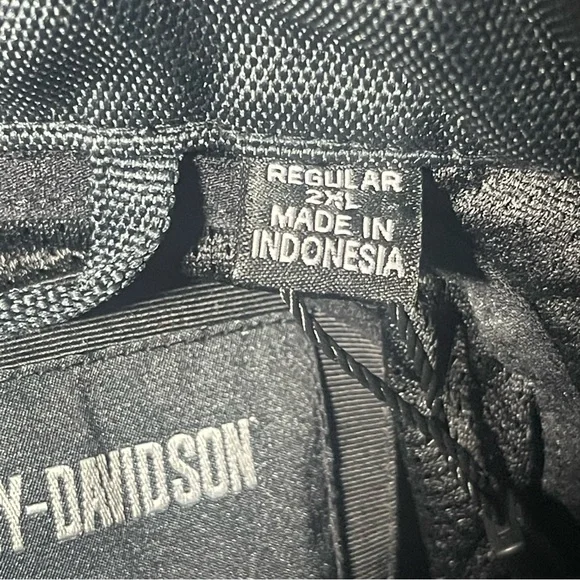 REGULAR
2XL
MADE IN
INDONESIA
Y-DAVIDSON